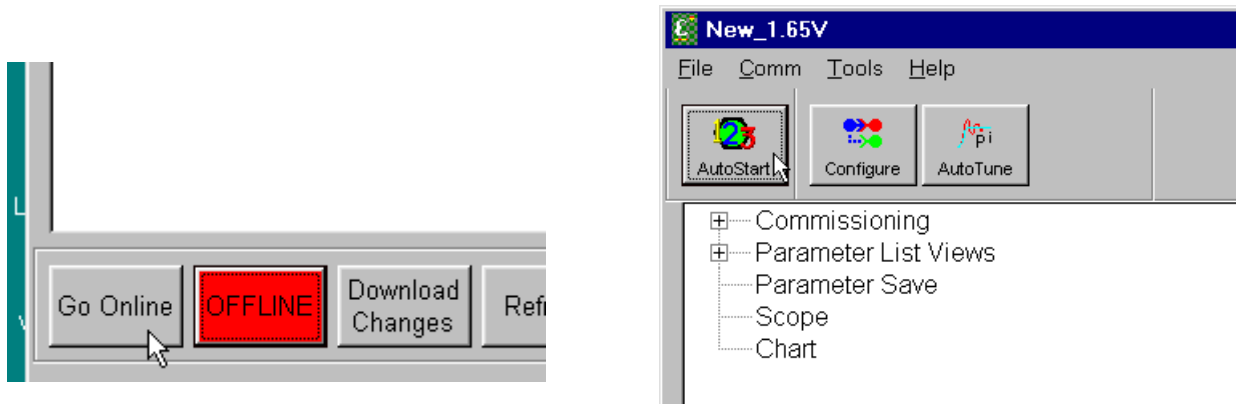 Go Online
OFFLINE
Download
Changes
New_1.65V
File Comm Tools Help
AutoStart
Configure
pi
AutoTune
Commissioning
Parameter List Views
Parameter Save
Scope
Chart